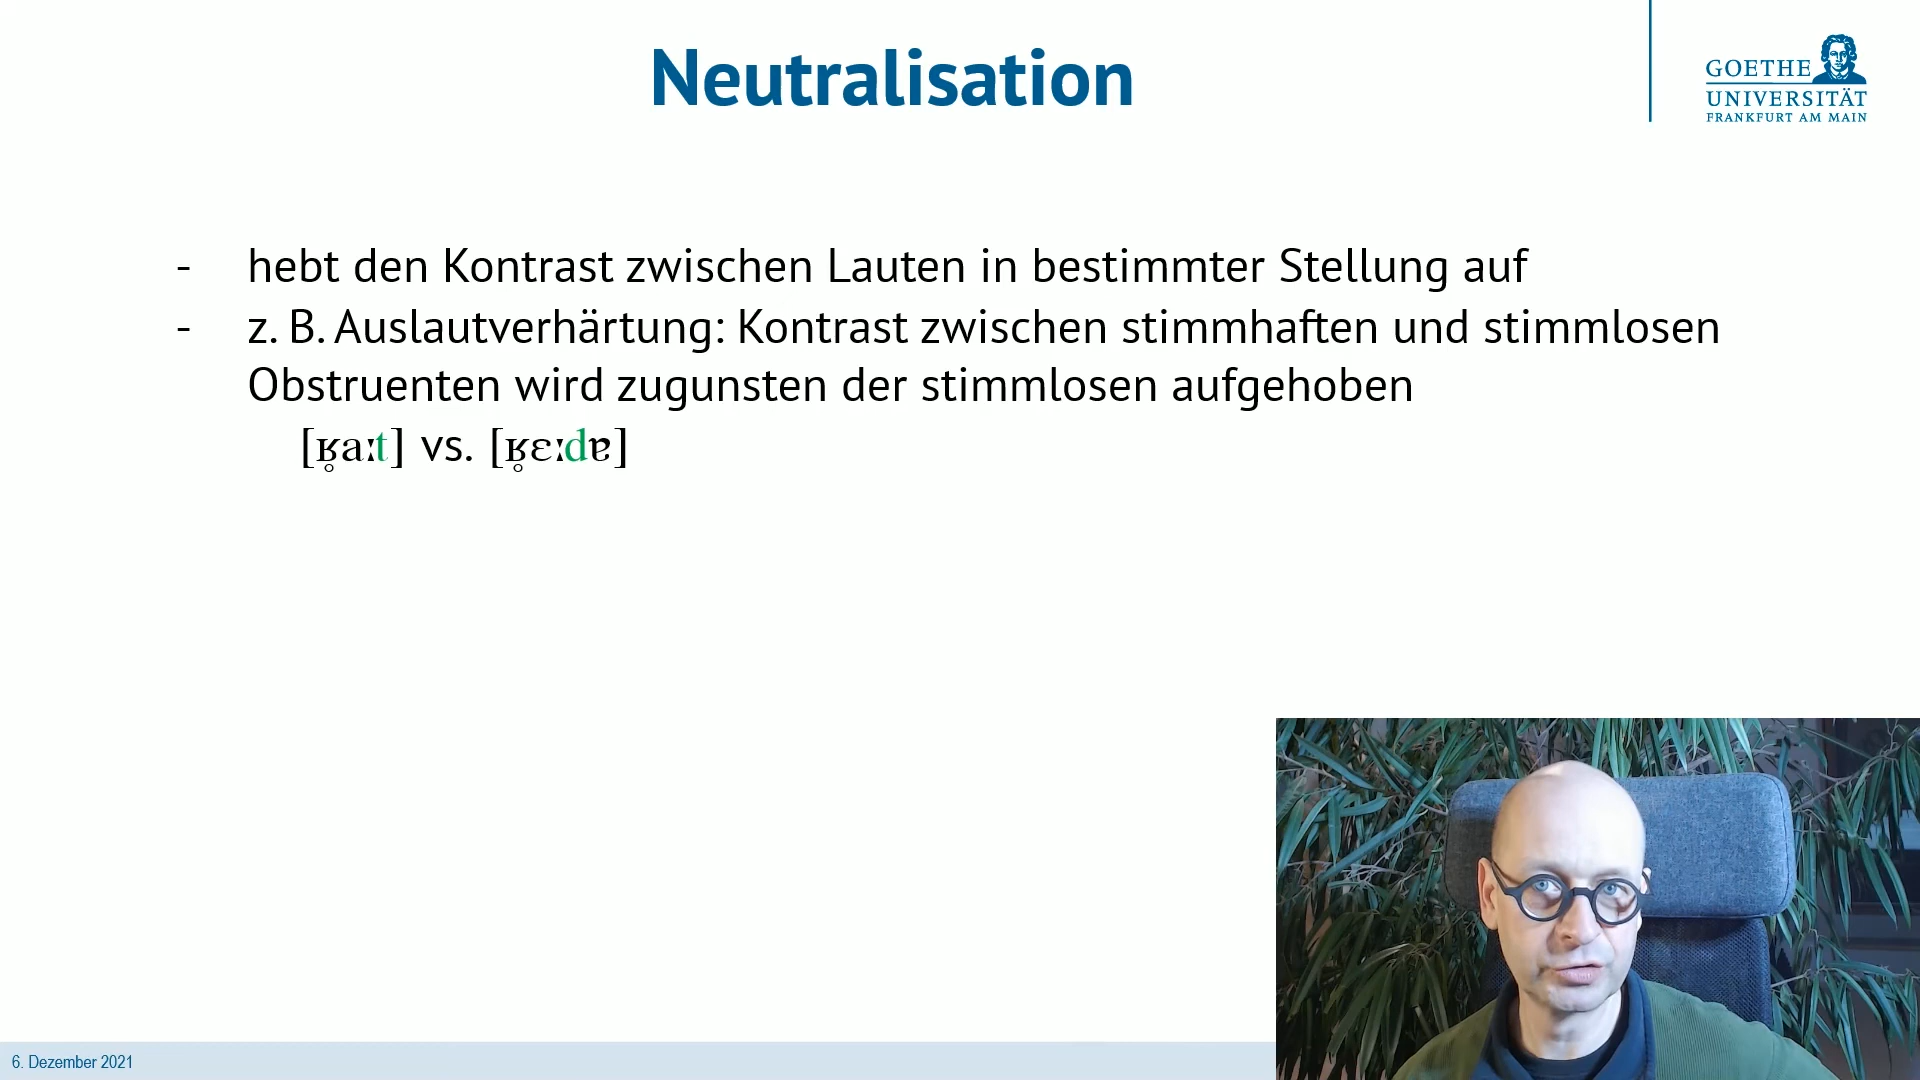 Neutralisation
GOETHE
UNIVERSITÄT
FRANKFURT AM MAIN
- hebt den Kontrast zwischen Lauten in bestimmter Stellung auf
- z. B. Auslautverhärtung: Kontrast zwischen stimmhaften und stimmlosen
Obstruenten wird zugunsten der stimmlosen aufgehoben
[ʁ̥aːt] vs. [ʁ̥ɛːdɐ]
6. Dezember 2021